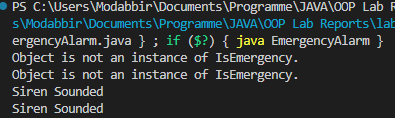 PS C:\Users\Modabbir\Documents\Programme\JAVA\OOP Lab R
s\Modabbir\Documents\Programme\JAVA\OOP Lab Reports\lab
ergencyAlarm.java } ; if ($?) { java EmergencyAlarm }
Object is not an instance of IsEmergency.
Object is not an instance of IsEmergency.
Siren Sounded
Siren Sounded